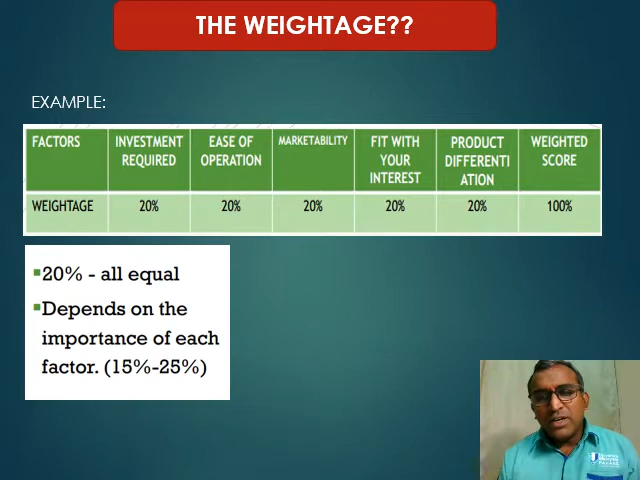 THE WEIGHTAGE??
EXAMPLE:
FACTORS
INVESTMENT
REQUIRED
EASE OF
OPERATION
MARKETABILITY
FIT WITH
YOUR
INTEREST
PRODUCT
DIFFERENTI
ATION
WEIGHTED
SCORE
WEIGHTAGE 20% 20% 20% 20% 20% 100%
20% - all equal
Depends on the
importance of each
factor. (15%-25%)